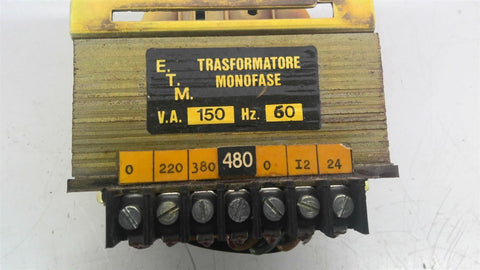 E. TRASFORMATORE
T. MONOFASE
M.
V.A. 150 Hz. 60
0 220 380 480 0 12 24